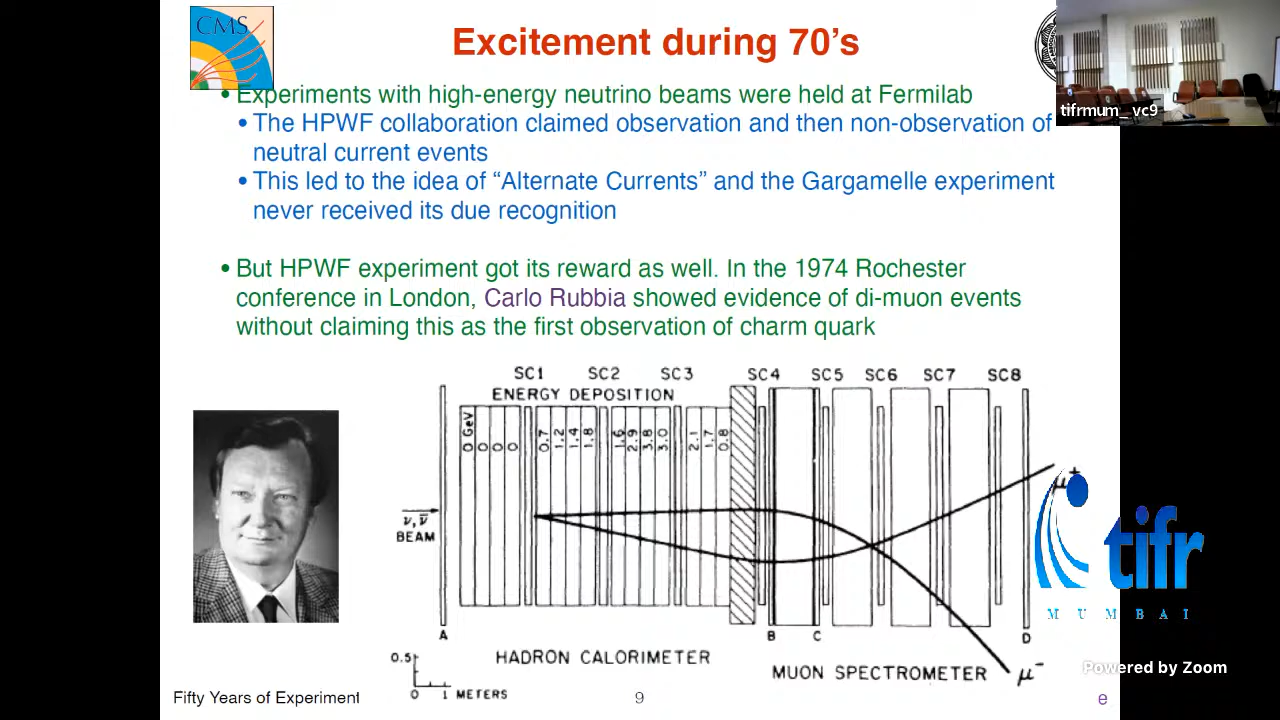 CMS
Excitement during 70's
tifrmum_ vc9
• Experiments with high-energy neutrino beams were held at Fermilab
• The HPWF collaboration claimed observation and then non-observation of
neutral current events
• This led to the idea of “Alternate Currents” and the Gargamelle experiment
never received its due recognition
• But HPWF experiment got its reward as well. In the 1974 Rochester
conference in London, Carlo Rubbia showed evidence of di-muon events
without claiming this as the first observation of charm quark
SC1 SC2 SC3 SC4 SC5 SC6 SC7 SC8
ENERGY DEPOSITION
0 GeV 0 0 0 0.7 1.2 1.4 1.8 1.6 2.9 3.8 3.0 2.1 1.7 0.8
μ+
ν, ν̄
BEAM
tifr
MUMBAI
A B C D
HADRON CALORIMETER
MUON SPECTROMETER
μ-
0.5
0 1 METERS
Powered by Zoom
Fifty Years of Experiment
9
e